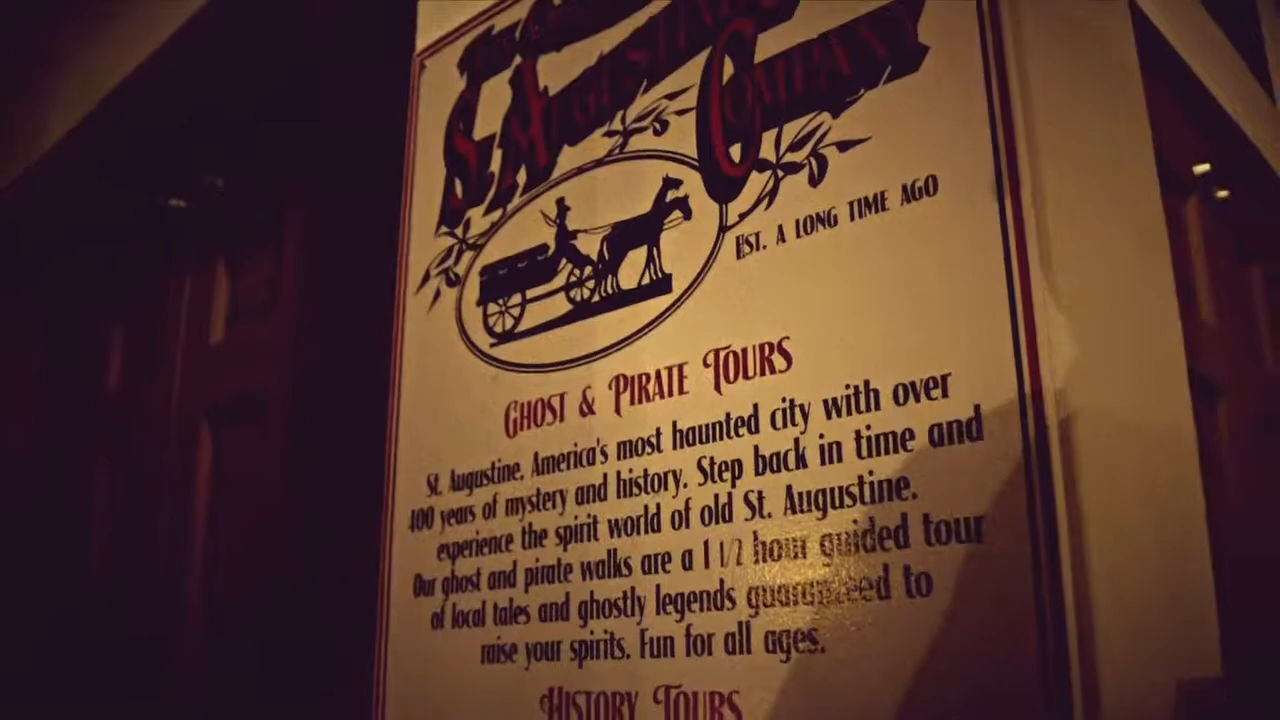 St. Augustine
Company
EST. A LONG TIME AGO
GHOST & PIRATE TOURS
St. Augustine, America's most haunted city with over
400 years of mystery and history. Step back in time and
experience the spirit world of old St. Augustine.
Our ghost and pirate walks are a 1 1/2 hour guided tour
of local tales and ghostly legends guaranteed to
raise your spirits. Fun for all ages.
HISTORY TOURS